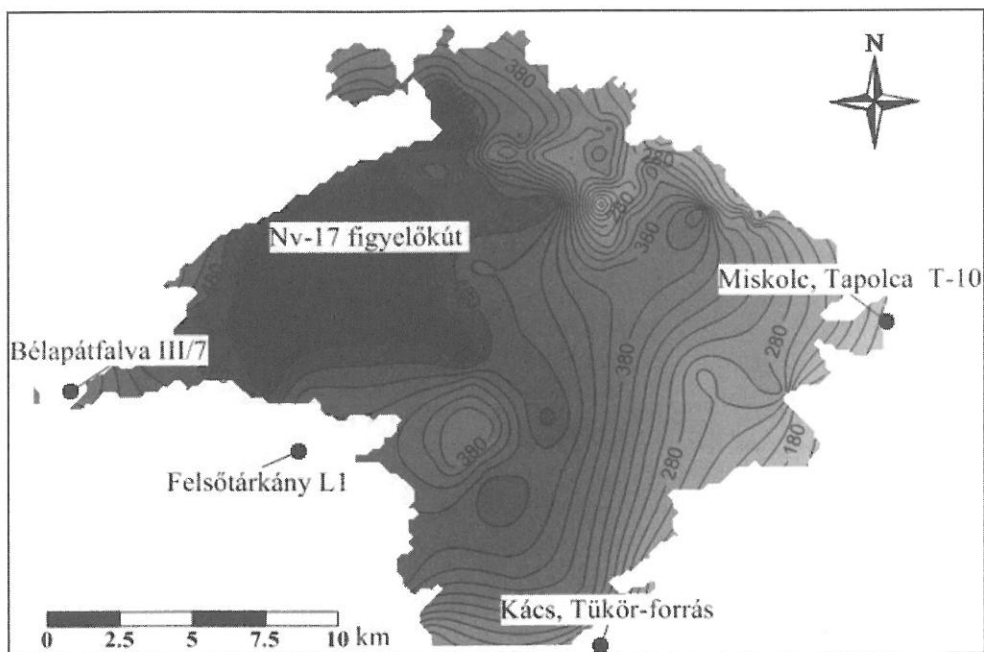 N
380
280
280
380
Nv-17 figyelőkút
Miskolc, Tapolca T-10
280
380
Bélapátfalva III/7
380
180
280
Felsőtárkány L1
Kács, Tükör-forrás
0 2.5 5 7.5 10 km